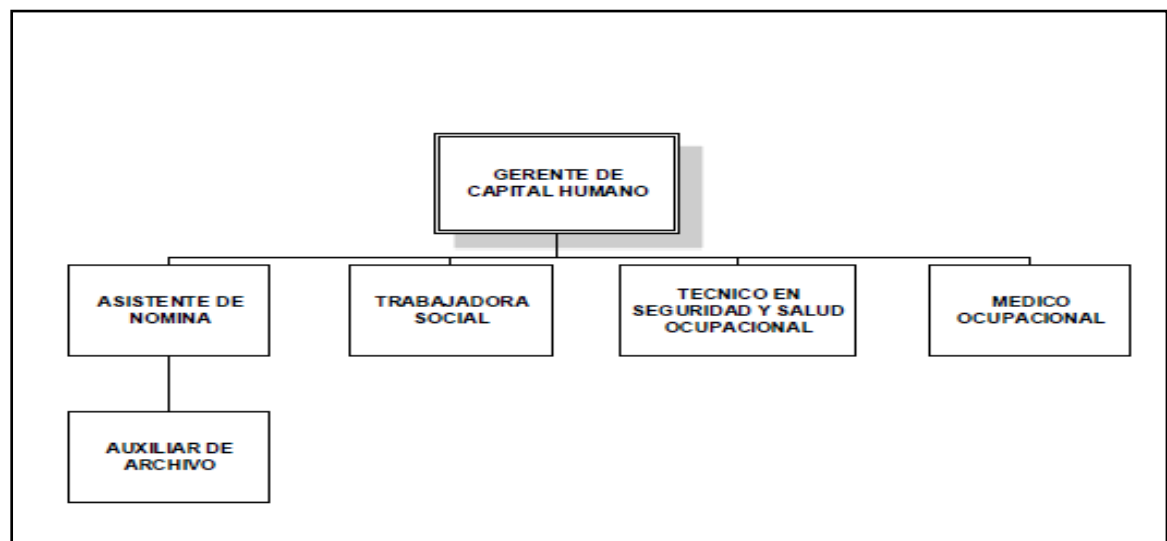 GERENTE DE
CAPITAL HUMANO
ASISTENTE DE
NOMINA
TRABAJADORA
SOCIAL
TECNICO EN
SEGURIDAD Y SALUD
OCUPACIONAL
MEDICO
OCUPACIONAL
AUXILIAR DE
ARCHIVO